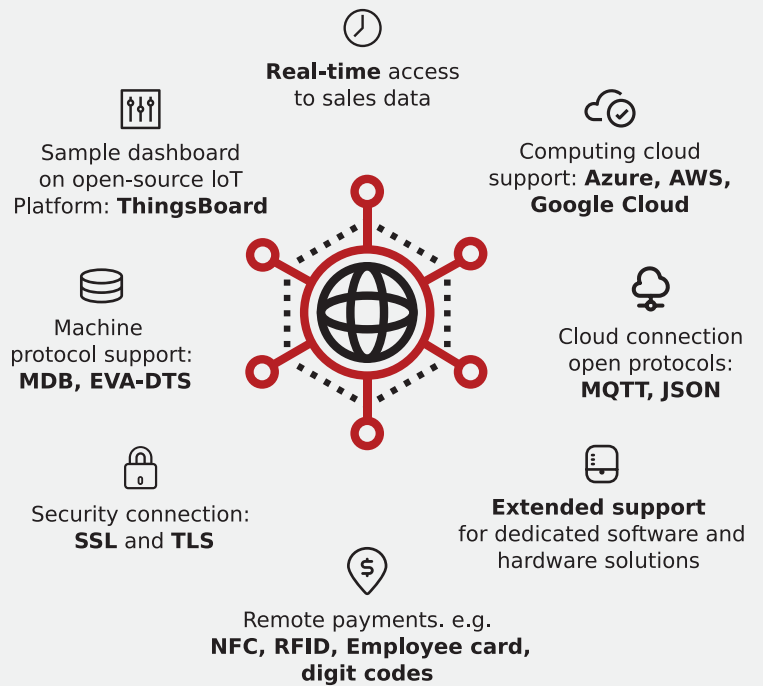 Real-time access
to sales data
Sample dashboard
on open-source IoT
Platform: ThingsBoard
Computing cloud
support: Azure, AWS,
Google Cloud
Machine
protocol support:
MDB, EVA-DTS
Cloud connection
open protocols:
MQTT, JSON
Security connection:
SSL and TLS
Extended support
for dedicated software and
hardware solutions
$
Remote payments. e.g.
NFC, RFID, Employee card,
digit codes